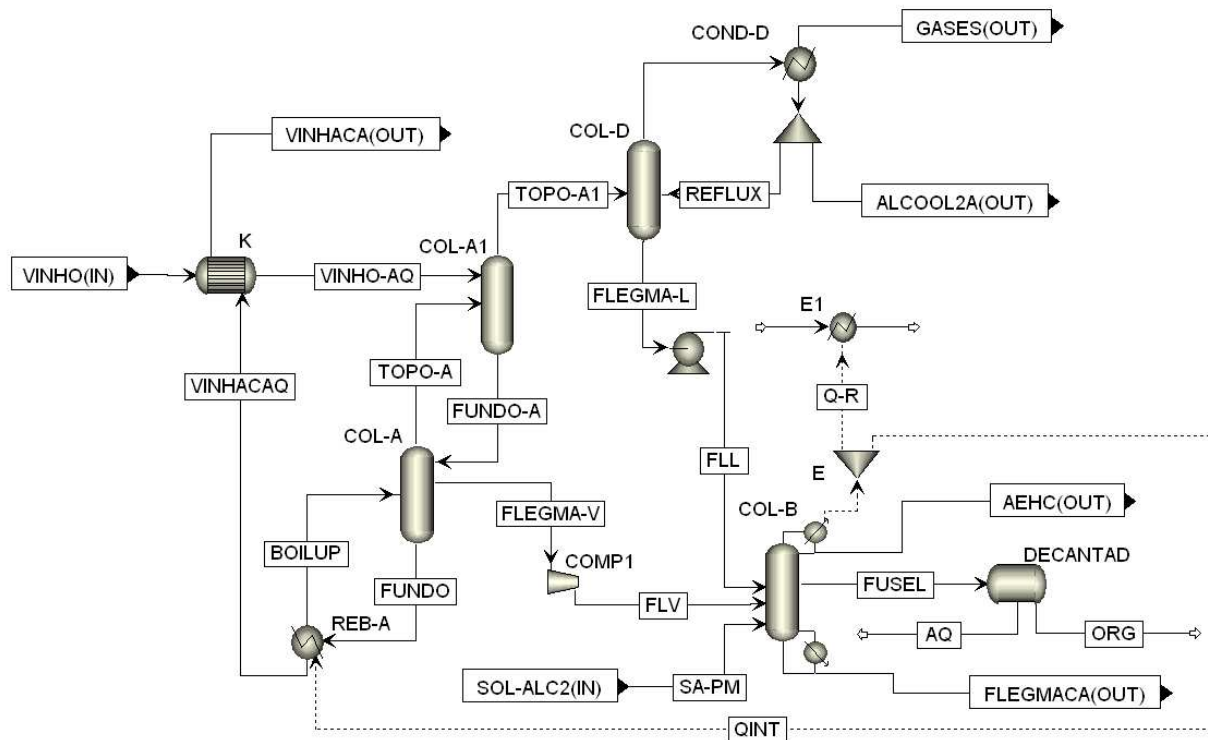 GASES(OUT)
COND-D
VINHACA(OUT)
COL-D
TOPO-A1
REFLUX
ALCOOL2A(OUT)
K
COL-A1
VINHO(IN)
VINHO-AQ
FLEGMA-L
E1
TOPO-A
VINHACAQ
Q-R
FUNDO-A
COL-A
FLL
E
AEHC(OUT)
FLEGMA-V
COL-B
BOILUP
COMP1
DECANTAD
FUNDO
FUSEL
FLV
REB-A
AQ
ORG
SOL-ALC2(IN)
SA-PM
FLEGMACA(OUT)
QINT